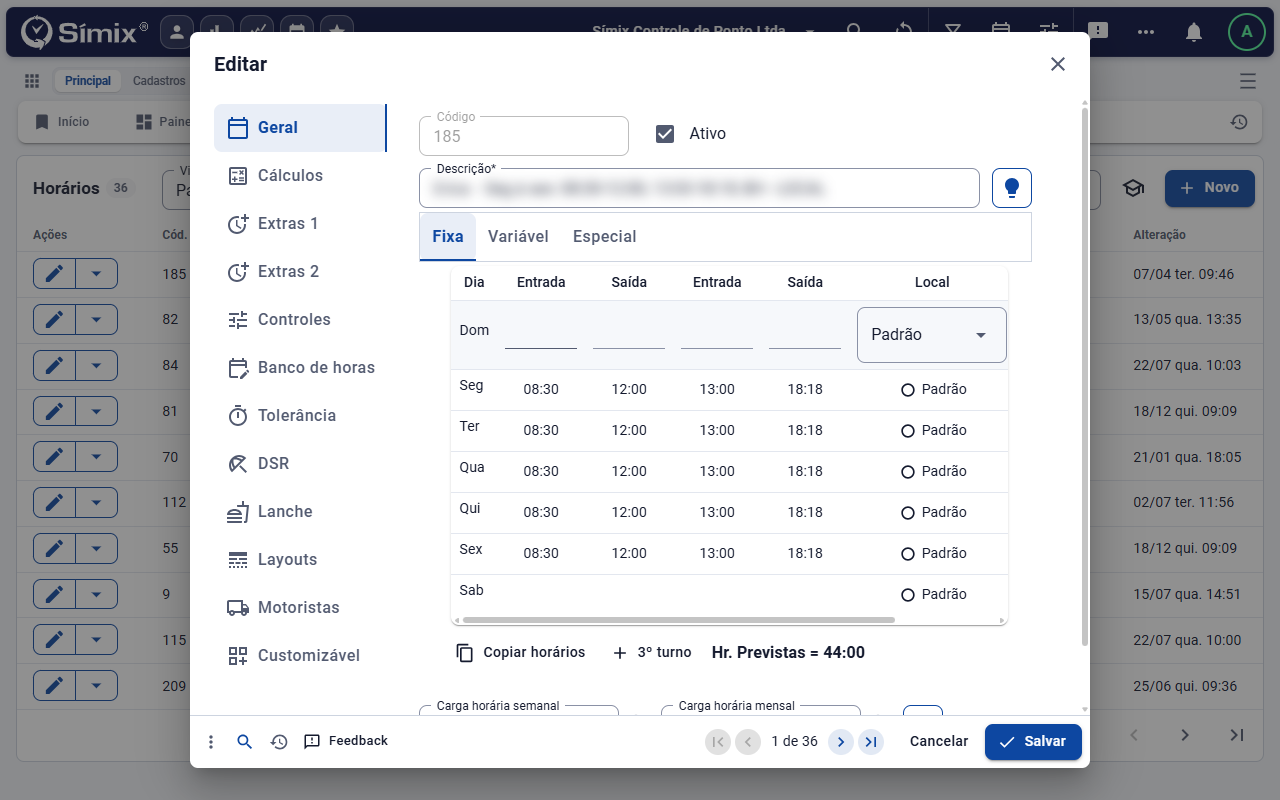 Símix®
Símix Controle de Ponto Ltda
A
Principal
Cadastros
Início
Horários 36
Novo
Ações
Cód.
Alteração
185
07/04 ter. 09:46
82
13/05 qua. 13:35
84
22/07 qua. 10:03
81
18/12 qui. 09:09
70
21/01 qua. 18:05
112
02/07 ter. 11:56
55
18/12 qui. 09:09
9
15/07 qua. 14:51
115
22/07 qua. 10:00
209
25/06 qui. 09:36
Editar
Geral
Cálculos
Extras 1
Extras 2
Controles
Banco de horas
Tolerância
DSR
Lanche
Layouts
Motoristas
Customizável
Código
185
Ativo
Descrição*
Fixa Variável Especial
Dia Entrada Saída Entrada Saída Local
Dom Padrão
Seg 08:30 12:00 13:00 18:18 Padrão
Ter 08:30 12:00 13:00 18:18 Padrão
Qua 08:30 12:00 13:00 18:18 Padrão
Qui 08:30 12:00 13:00 18:18 Padrão
Sex 08:30 12:00 13:00 18:18 Padrão
Sab Padrão
Copiar horários 3º turno Hr. Previstas = 44:00
Carga horária semanal Carga horária mensal
Feedback
1 de 36
Cancelar
Salvar